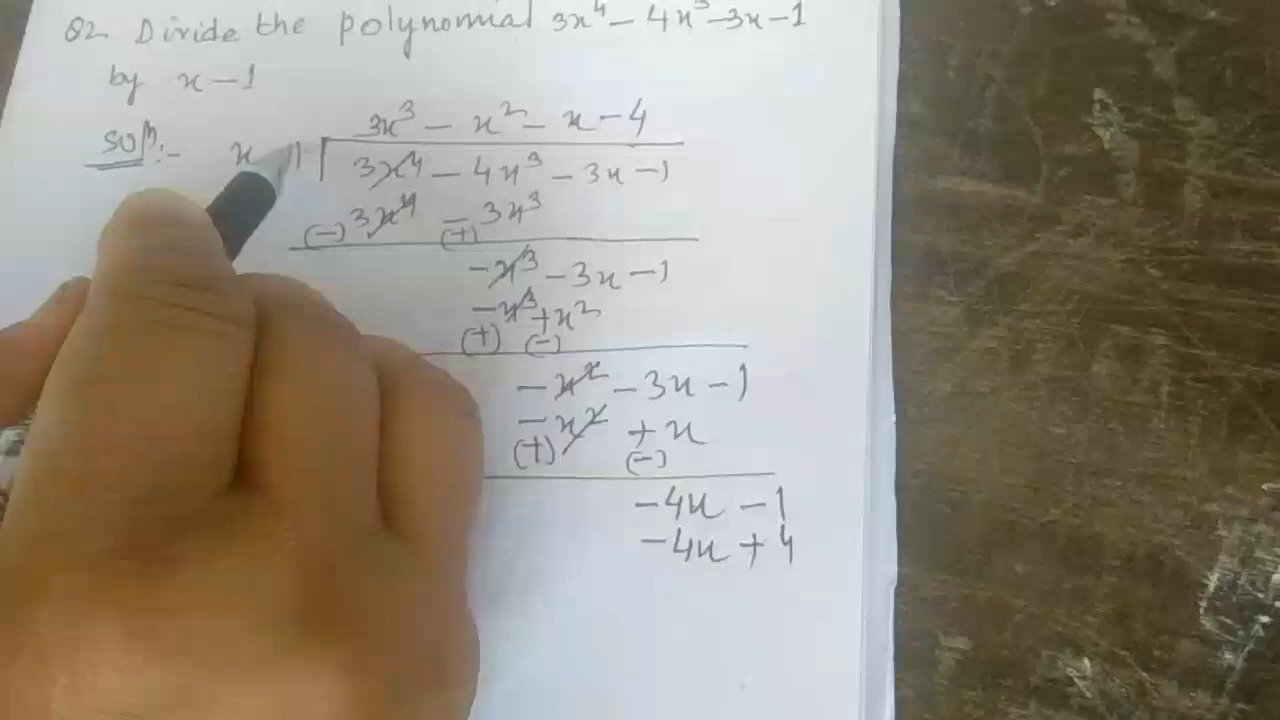 Q2 Divide the polynomial 3x⁴ - 4x³ - 3x - 1
by x - 1
Solⁿ:-
3x³ - x² - x - 4
x 1 3x⁴ - 4x³ - 3x - 1
(-) 3x⁴ - (+) 3x³
-x³ - 3x - 1
-x³ + x²
(+) (-)
-x² - 3x - 1
-x² + x
(+) (-)
-4x - 1
-4x + 4